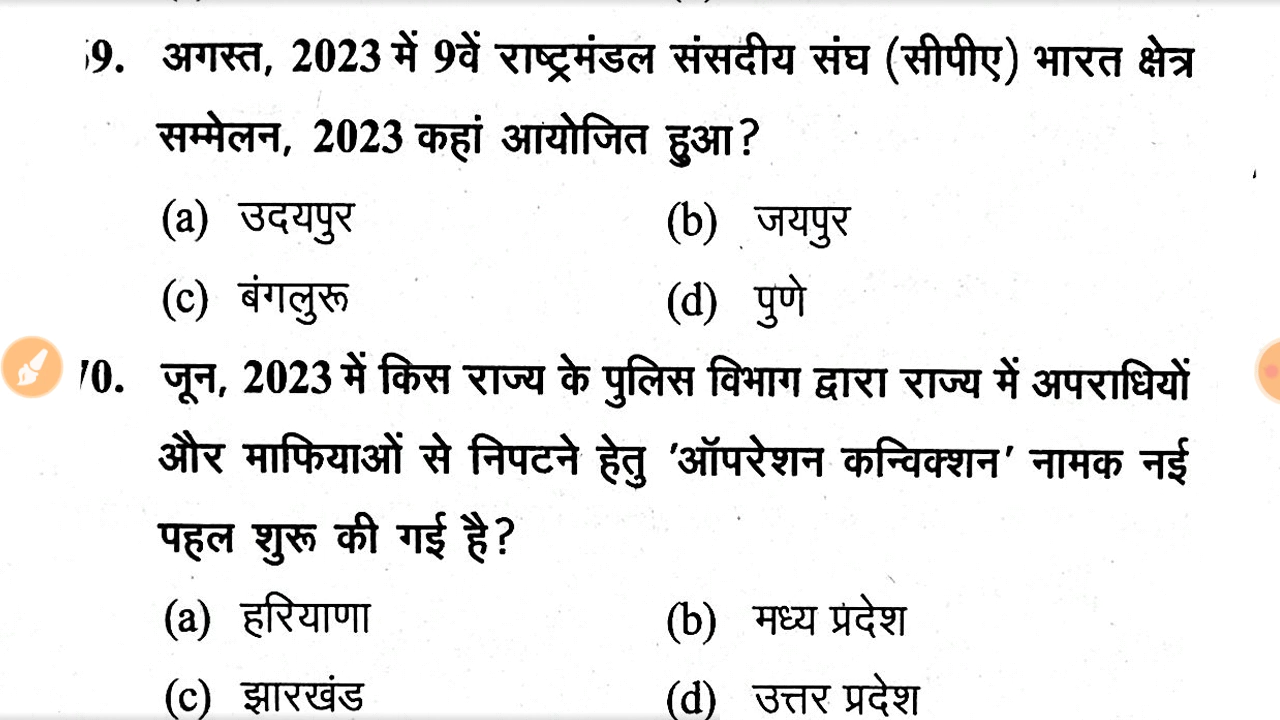 69. अगस्त, 2023 में 9वें राष्ट्रमंडल संसदीय संघ (सीपीए) भारत क्षेत्र
सम्मेलन, 2023 कहां आयोजित हुआ?
(a) उदयपुर (b) जयपुर
(c) बंगलुरू (d) पुणे
70. जून, 2023 में किस राज्य के पुलिस विभाग द्वारा राज्य में अपराधियों
और माफियाओं से निपटने हेतु 'ऑपरेशन कन्विक्शन' नामक नई
पहल शुरू की गई है?
(a) हरियाणा (b) मध्य प्रदेश
(c) झारखंड (d) उत्तर प्रदेश